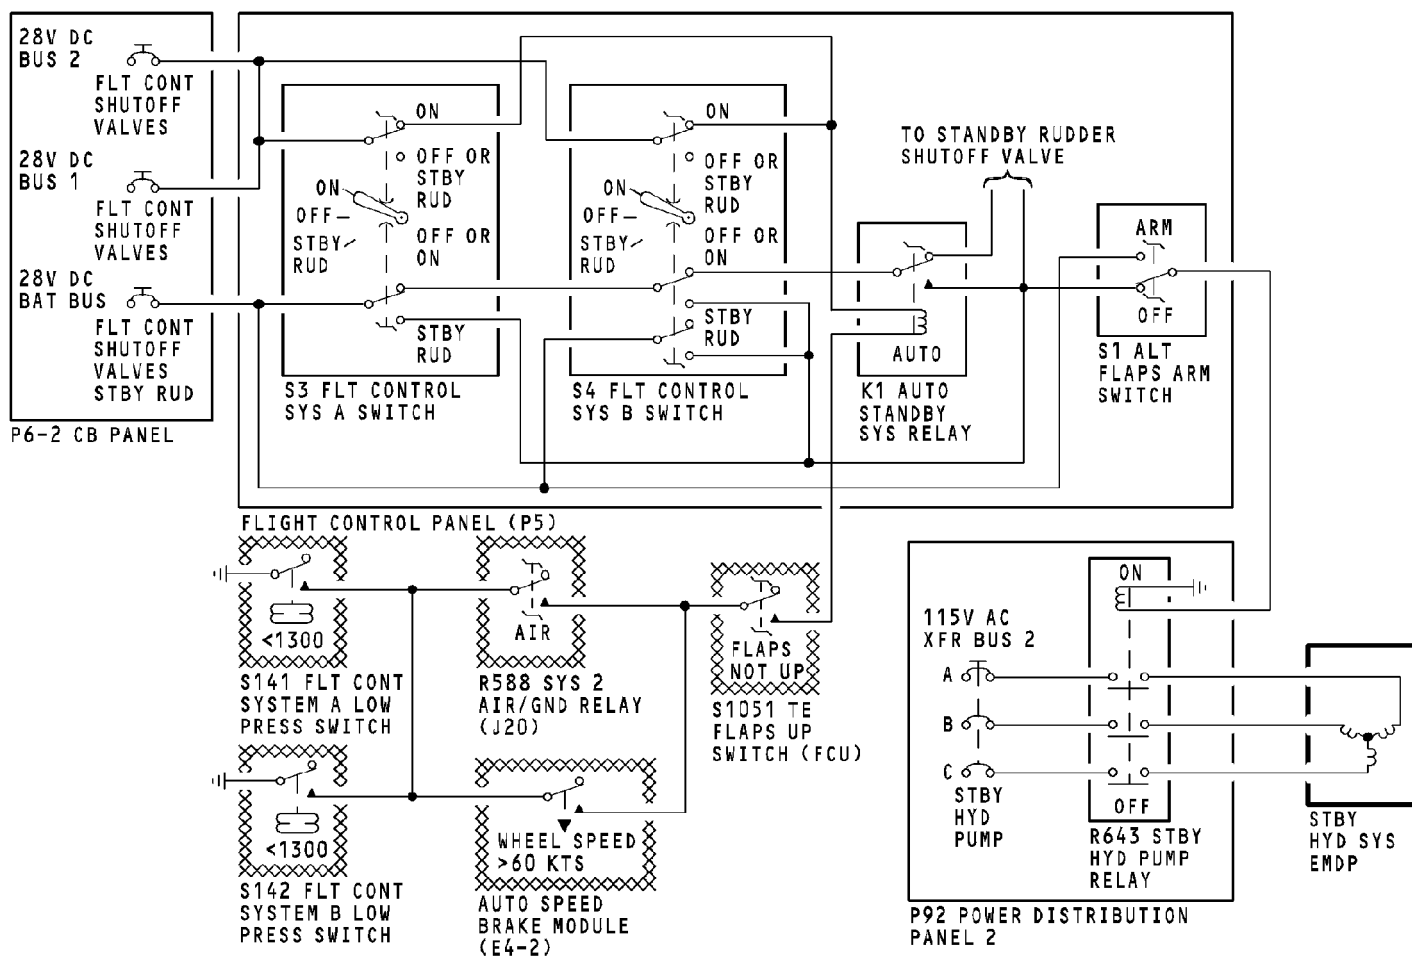 28V DC
BUS 2
FLT CONT
SHUTOFF
VALVES
28V DC
BUS 1
FLT CONT
SHUTOFF
VALVES
28V DC
BAT BUS
FLT CONT
SHUTOFF
VALVES
STBY RUD
P6-2 CB PANEL
ON
OFF OR
STBY
RUD
ON
OFF
STBY
RUD
OFF OR
ON
STBY
RUD
S3 FLT CONTROL
SYS A SWITCH
ON
OFF OR
STBY
RUD
ON
OFF
STBY
RUD
OFF OR
ON
STBY
RUD
S4 FLT CONTROL
SYS B SWITCH
TO STANDBY RUDDER
SHUTOFF VALVE
AUTO
K1 AUTO
STANDBY
SYS RELAY
ARM
OFF
S1 ALT
FLAPS ARM
SWITCH
FLIGHT CONTROL PANEL (P5)
<1300
S141 FLT CONT
SYSTEM A LOW
PRESS SWITCH
AIR
R588 SYS 2
AIR/GND RELAY
(J20)
FLAPS
NOT UP
S1051 TE
FLAPS UP
SWITCH (FCU)
<1300
S142 FLT CONT
SYSTEM B LOW
PRESS SWITCH
WHEEL SPEED
>60 KTS
AUTO SPEED
BRAKE MODULE
(E4-2)
115V AC
XFR BUS 2
A
B
C
STBY
HYD
PUMP
ON
OFF
R643 STBY
HYD PUMP
RELAY
P92 POWER DISTRIBUTION
PANEL 2
STBY
HYD SYS
EMDP